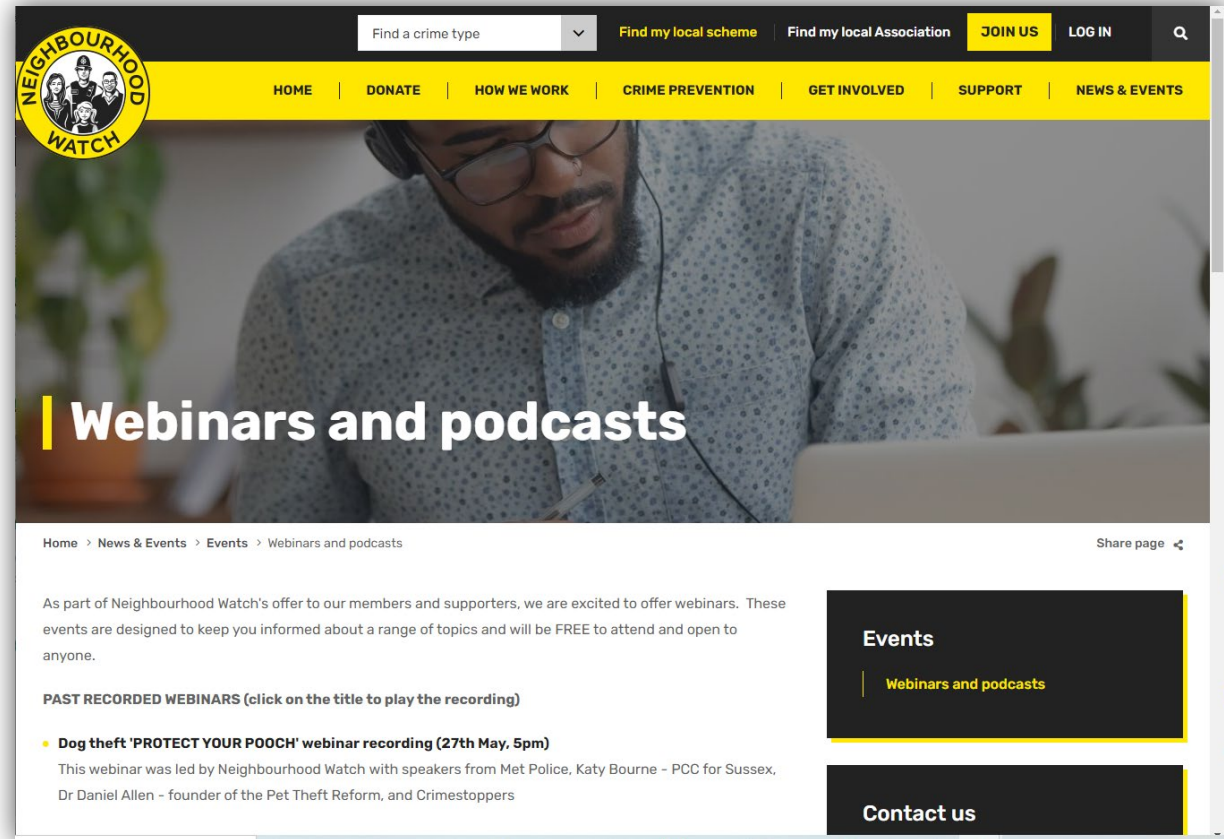 NEIGHBOURHOOD
WATCH
Find a crime type
Find my local scheme
Find my local Association
JOIN US
LOG IN
HOME
DONATE
HOW WE WORK
CRIME PREVENTION
GET INVOLVED
SUPPORT
NEWS & EVENTS
Webinars and podcasts
Home > News & Events > Events > Webinars and podcasts
Share page
As part of Neighbourhood Watch's offer to our members and supporters, we are excited to offer webinars. These
events are designed to keep you informed about a range of topics and will be FREE to attend and open to
anyone.
PAST RECORDED WEBINARS (click on the title to play the recording)
Dog theft 'PROTECT YOUR POOCH' webinar recording (27th May, 5pm)
This webinar was led by Neighbourhood Watch with speakers from Met Police, Katy Bourne - PCC for Sussex,
Dr Daniel Allen - founder of the Pet Theft Reform, and Crimestoppers
Events
Webinars and podcasts
Contact us